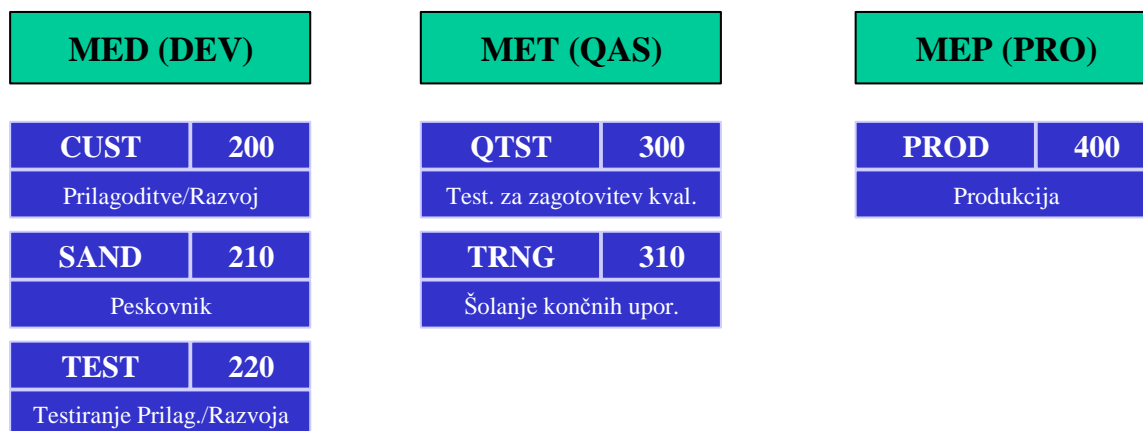 MED (DEV)
MET (QAS)
MEP (PRO)
CUST 200
Prilagoditve/Razvoj
SAND 210
Peskovnik
TEST 220
Testiranje Prilag./Razvoja
QTST 300
Test. za zagotovitev kval.
TRNG 310
Šolanje končnih upor.
PROD 400
Produkcija